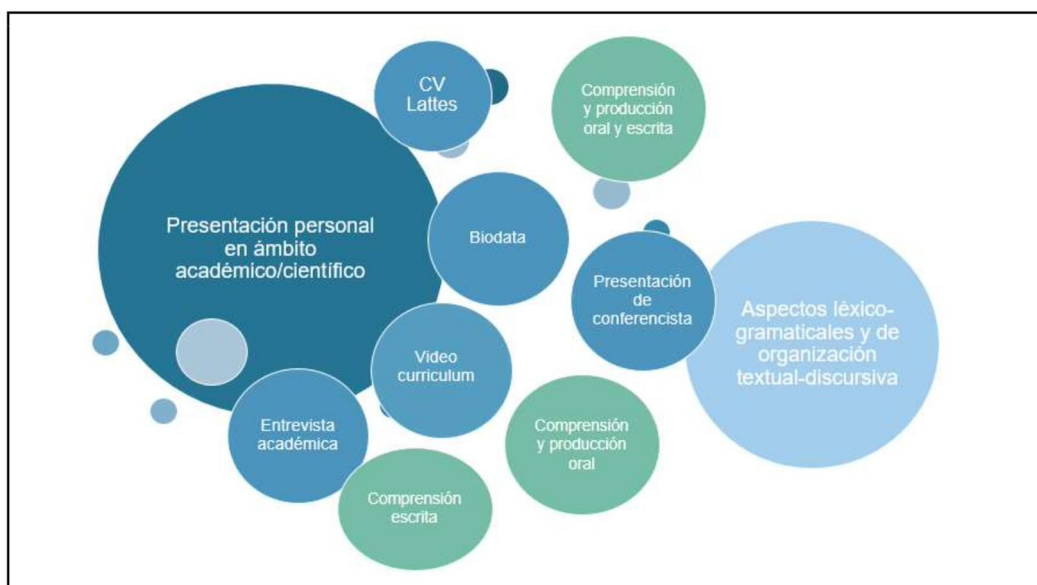 CV
Lattes
Comprensión
y producción
oral y escrita
Presentación personal
en ámbito
académico/científico
Biodata
Presentación
de
conferencista
Aspectos léxico-
gramaticales y de
organización
textual-discursiva
Video
curriculum
Entrevista
académica
Comprensión
y producción
oral
Comprensión
escrita